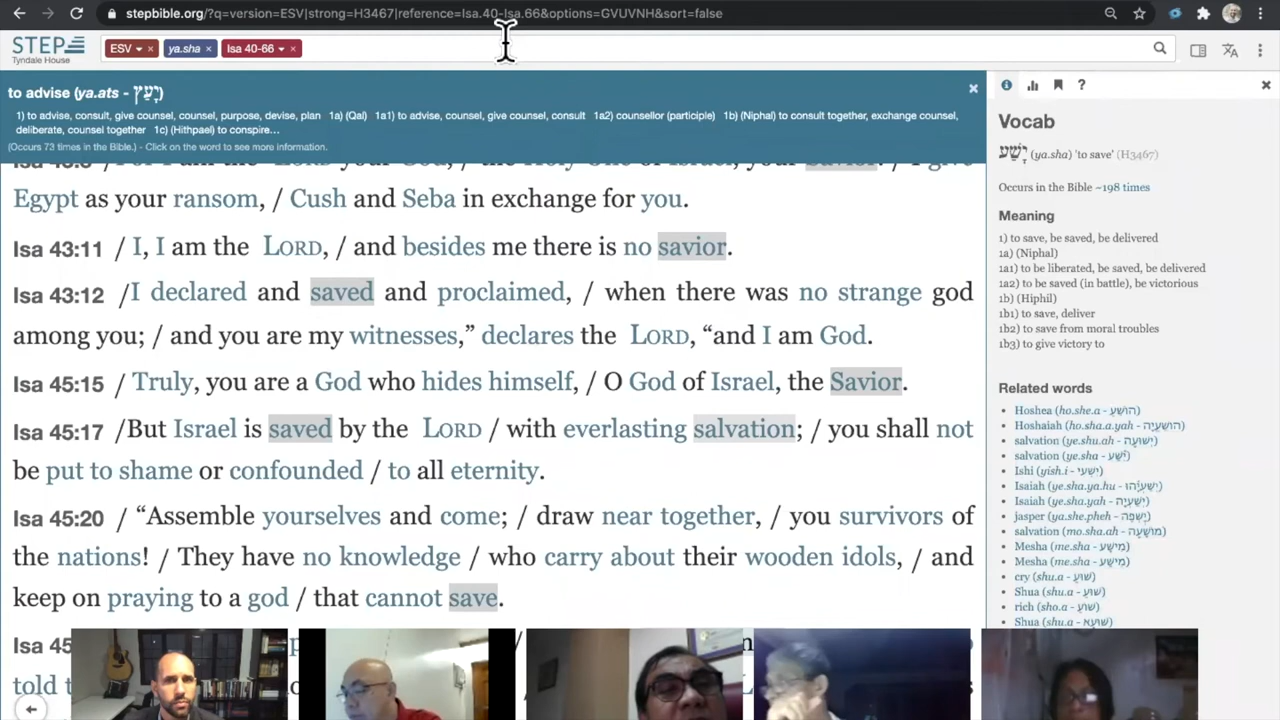 stepbible.org/?q=version=ESV|strong=H3467|reference=Isa.40-Isa.66&options=GVUVNH&sort=false
STEP
Tyndale House
ESV ▾ × ya.sha × Isa 40-66 ▾ ×
to advise (ya.ats - יָעַץ)
1) to advise, consult, give counsel, counsel, purpose, devise, plan 1a) (Qal) 1a1) to advise, counsel, give counsel, consult 1a2) counsellor (participle) 1b) (Niphal) to consult together, exchange counsel,
deliberate, counsel together 1c) (Hithpael) to conspire...
(Occurs 73 times in the Bible.) - Click on the word to see more information.
Egypt as your ransom, / Cush and Seba in exchange for you.
Isa 43:11 / I, I am the LORD, / and besides me there is no savior.
Isa 43:12 /I declared and saved and proclaimed, / when there was no strange god
among you; / and you are my witnesses,” declares the LORD, “and I am God.
Isa 45:15 / Truly, you are a God who hides himself, / O God of Israel, the Savior.
Isa 45:17 /But Israel is saved by the LORD / with everlasting salvation; / you shall not
be put to shame or confounded / to all eternity.
Isa 45:20 / “Assemble yourselves and come; / draw near together, / you survivors of
the nations! / They have no knowledge / who carry about their wooden idols, / and
keep on praying to a god / that cannot save.
Isa 45
told
Vocab
יָשַׁע (ya.sha) 'to save' (H3467)
Occurs in the Bible ~198 times
Meaning
1) to save, be saved, be delivered
1a) (Niphal)
1a1) to be liberated, be saved, be delivered
1a2) to be saved (in battle), be victorious
1b) (Hiphil)
1b1) to save, deliver
1b2) to save from moral troubles
1b3) to give victory to
Related words
Hoshea (ho.she.a - הוֹשֵׁעַ)
Hoshaiah (ho.sha.a.yah - הוֹשַׁעְיָה)
salvation (ye.shu.ah - יְשׁוּעָה)
salvation (ye.sha - יֶ֫שַׁע)
Ishi (yish.i - יִשְׁעִי)
Isaiah (ye.sha.ya.hu - יְשַׁעְיָ֫הוּ)
Isaiah (ye.sha.yah - יְשַׁעְיָה)
jasper (ya.she.pheh - יָשְׁפֵה)
salvation (mo.sha.ah - מוֹשָׁעָה)
Mesha (me.sha - מֵישָׁע)
Mesha (me.sha - מֵישַׁע)
cry (shu.a - שׁוּעַ)
Shua (shu.a - שׁוּעַ)
rich (sho.a - שׁוֹעַ)
Shua (shu.a - שׁוּעָא)